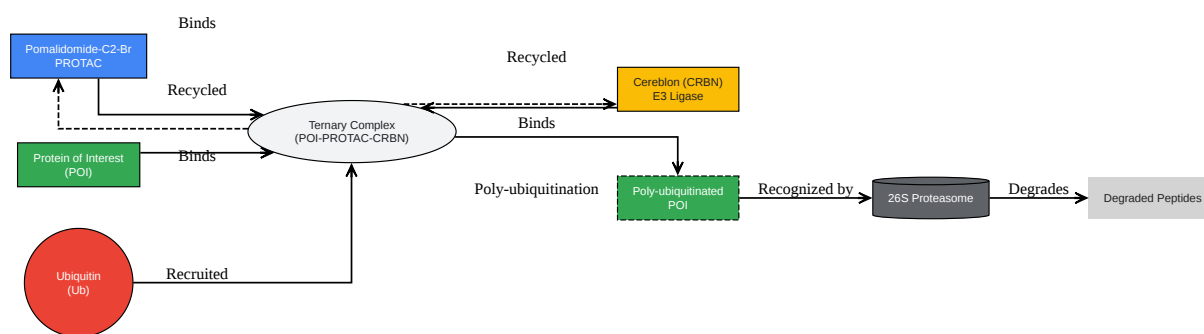 Binds
Pomalidomide-C2-Br
PROTAC
Recycled
Recycled
Cereblon (CRBN)
E3 Ligase
Ternary Complex
(POI-PROTAC-CRBN)
Binds
Protein of Interest
(POI)
Binds
Poly-ubiquitination
Poly-ubiquitinated
POI
Recognized by
26S Proteasome
Degrades
Degraded Peptides
Ubiquitin
(Ub)
Recruited